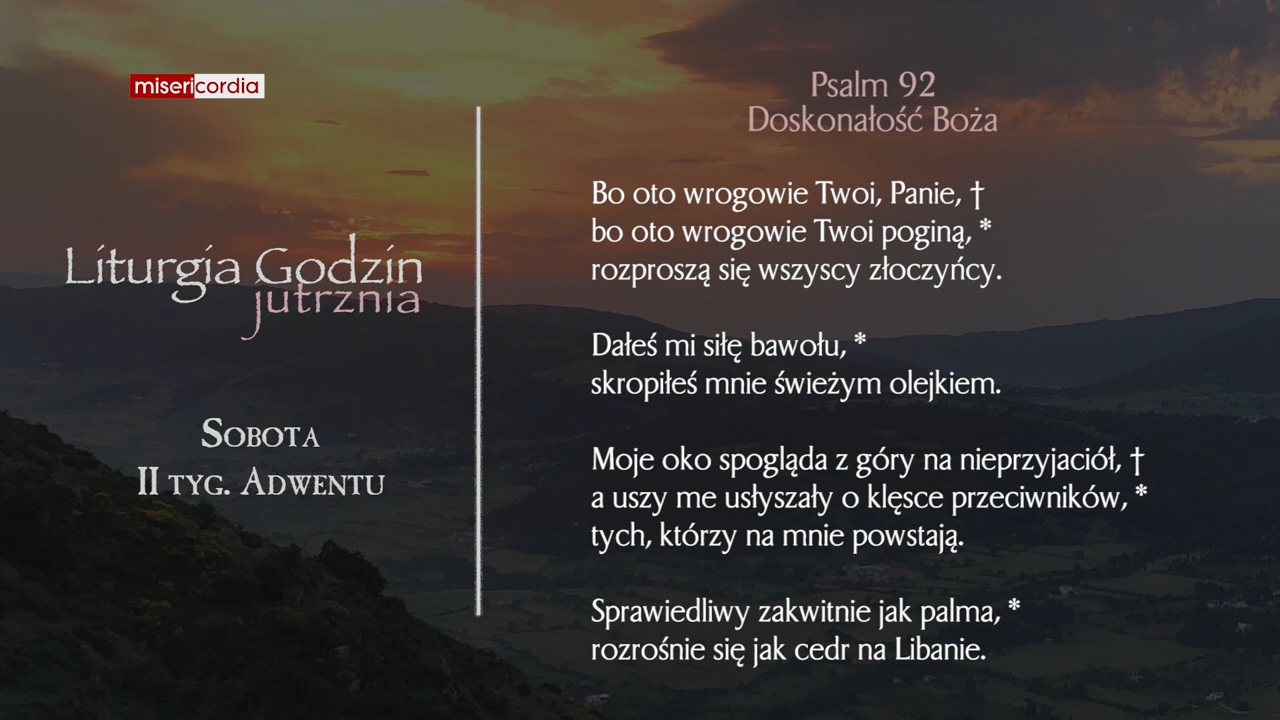 misericordia
Liturgia Godzin
jutrznia
Sobota
II tyg. Adwentu
Psalm 92
Doskonałość Boża
Bo oto wrogowie Twoi, Panie, †
bo oto wrogowie Twoi poginą, *
rozproszą się wszyscy złoczyńcy.
Dałeś mi siłę bawołu, *
skropiłeś mnie świeżym olejkiem.
Moje oko spogląda z góry na nieprzyjaciół, †
a uszy me usłyszały o klęsce przeciwników, *
tych, którzy na mnie powstają.
Sprawiedliwy zakwitnie jak palma, *
rozrośnie się jak cedr na Libanie.